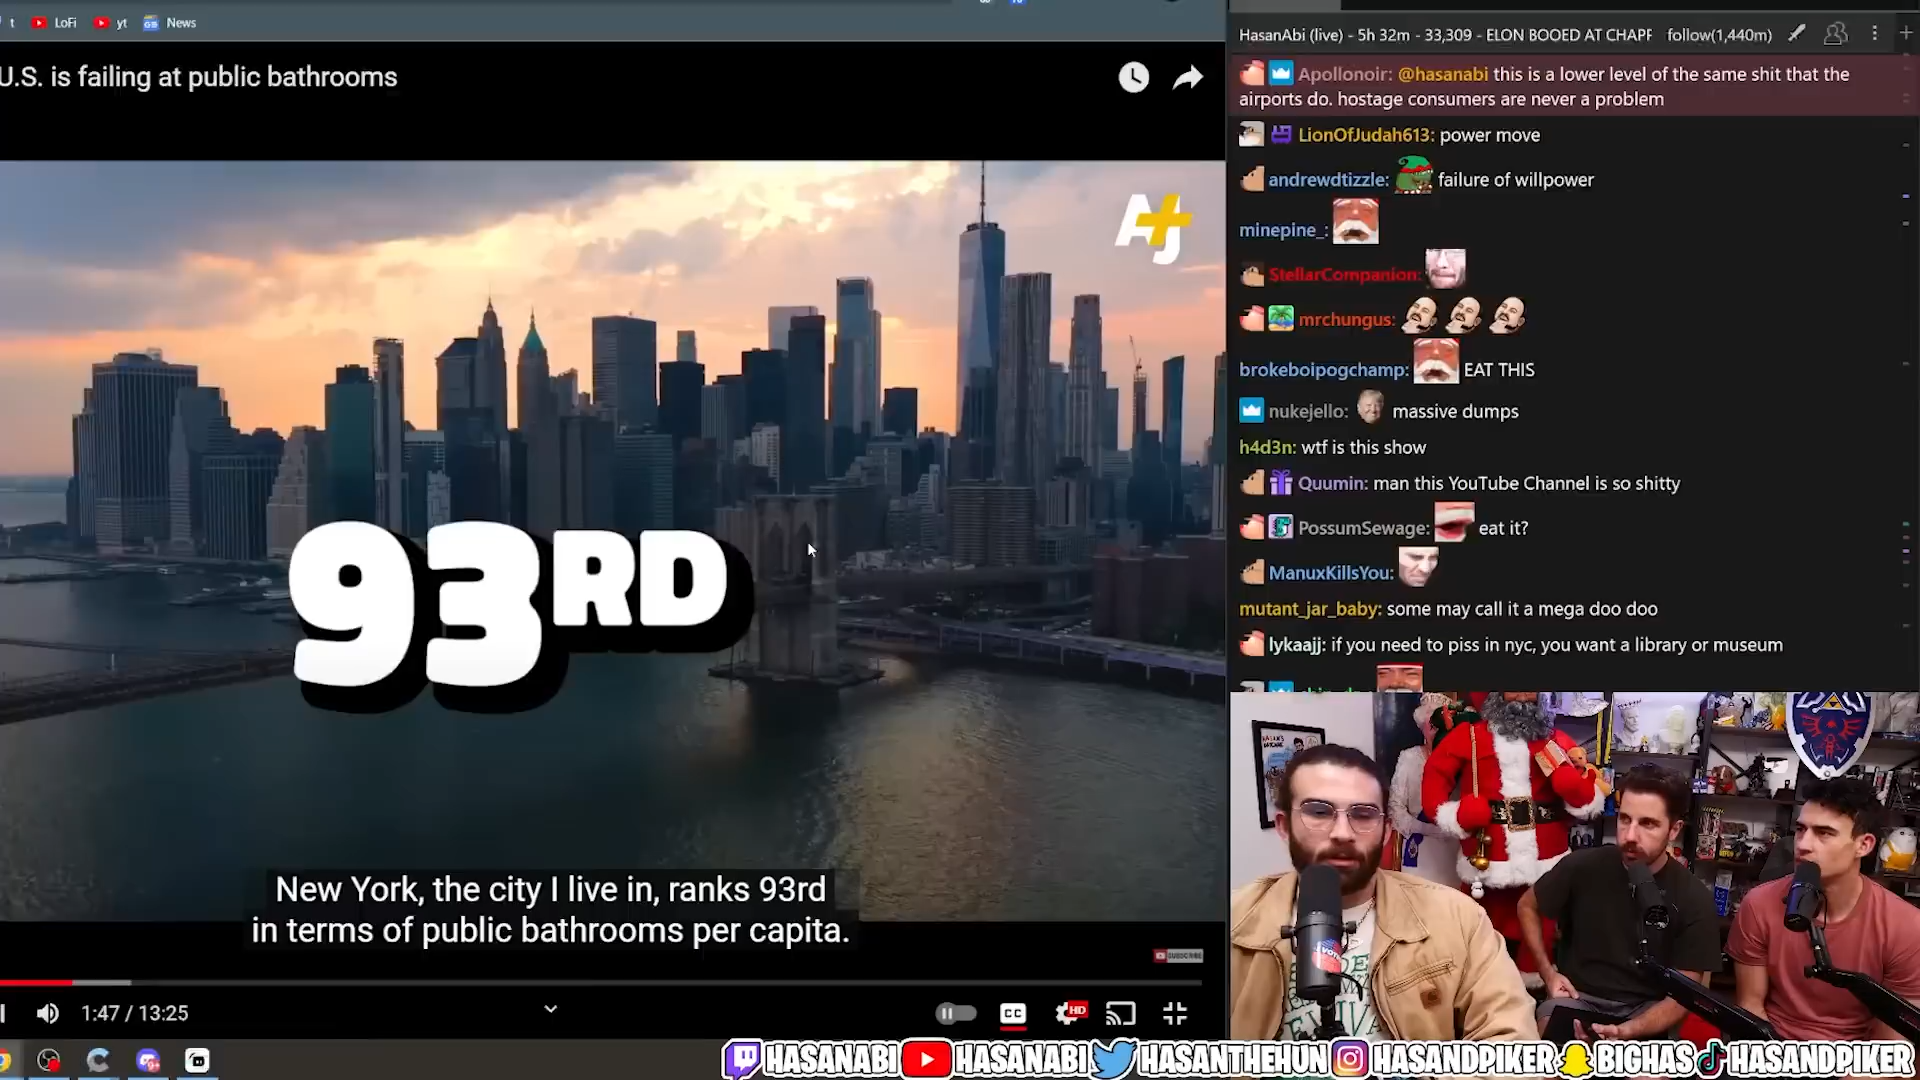 t LoFi yt News
U.S. is failing at public bathrooms
AJ+
93RD
New York, the city I live in, ranks 93rd
in terms of public bathrooms per capita.
SUBSCRIBE
1:47 / 13:25
CC HD
HasanAbi (live) - 5h 32m - 33,309 - ELON BOOED AT CHAPP follow(1,440m)
Apollonoir: @hasanabi this is a lower level of the same shit that the
airports do. hostage consumers are never a problem
LionOfJudah613: power move
andrewdtizzle: failure of willpower
minepine_:
StellarCompanion:
mrchungus:
brokeboipogchamp: EAT THIS
nukejello: massive dumps
h4d3n: wtf is this show
Quumin: man this YouTube Channel is so shitty
PossumSewage: eat it?
ManuxKillsYou:
mutant_jar_baby: some may call it a mega doo doo
lykaajj: if you need to piss in nyc, you want a library or museum
VOTE
HASANABI HASANABI HASANTHEHUN HASANDPIKER BIGHAS HASANDPIKER